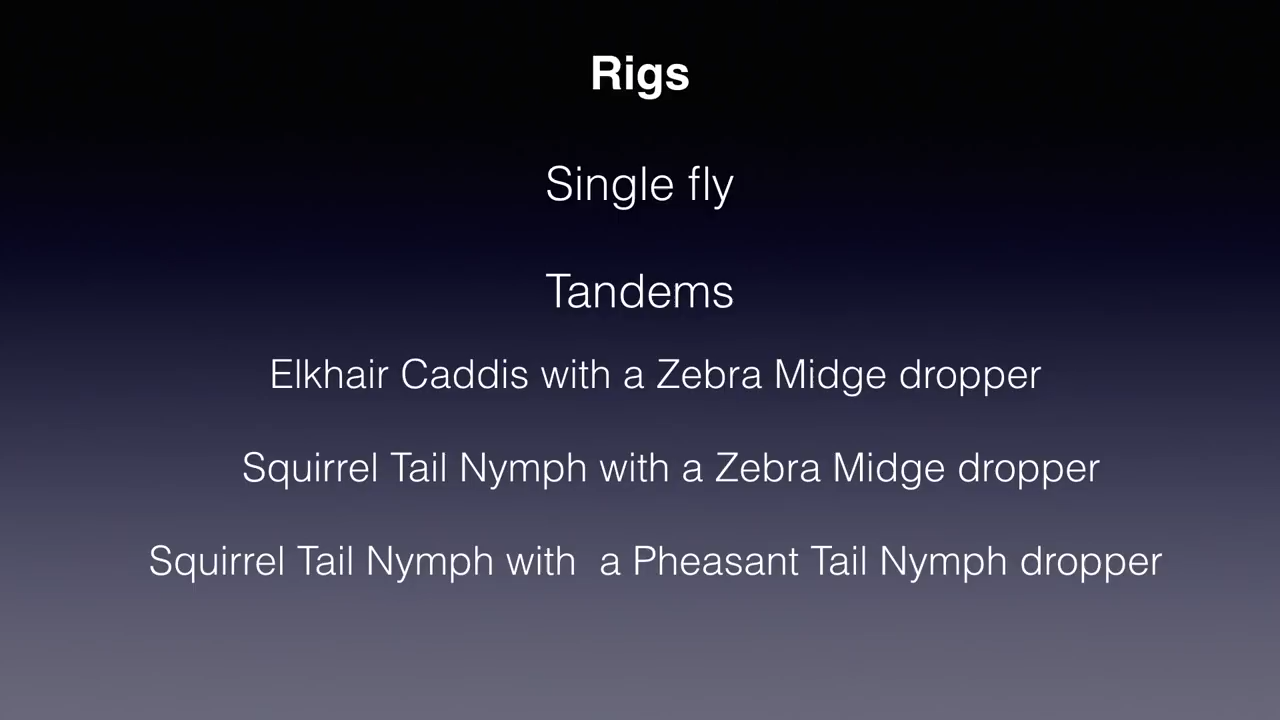 Rigs
Single fly
Tandems
Elkhair Caddis with a Zebra Midge dropper
Squirrel Tail Nymph with a Zebra Midge dropper
Squirrel Tail Nymph with  a Pheasant Tail Nymph dropper